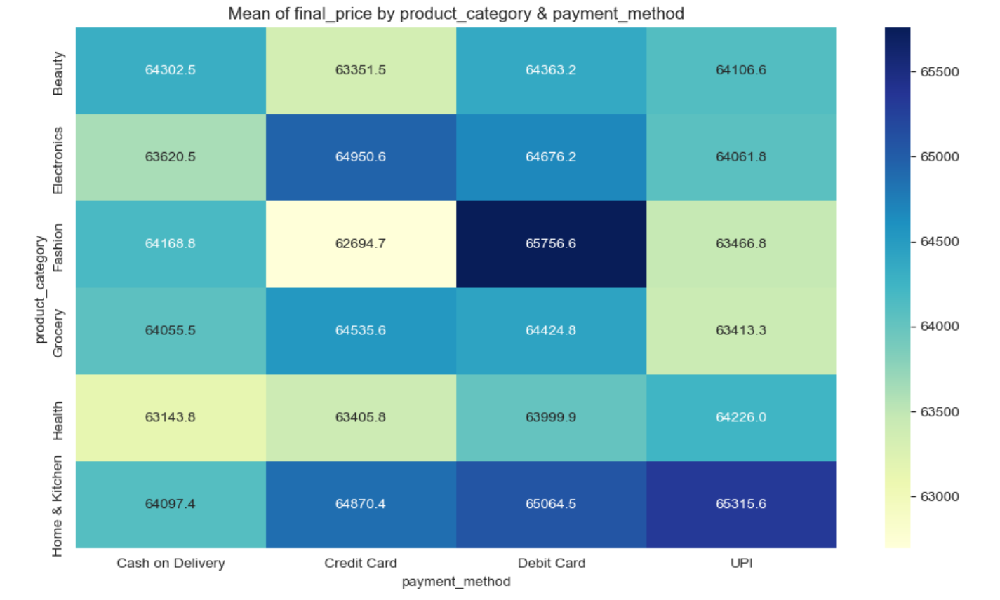 Mean of final_price by product_category & payment_method
product_category
Beauty
64302.5 63351.5 64363.2 64106.6
Electronics
63620.5 64950.6 64676.2 64061.8
Fashion
64168.8 62694.7 65756.6 63466.8
Grocery
64055.5 64535.6 64424.8 63413.3
Health
63143.8 63405.8 63999.9 64226.0
Home & Kitchen
64097.4 64870.4 65064.5 65315.6
Cash on Delivery Credit Card Debit Card UPI
payment_method
65500
65000
64500
64000
63500
63000